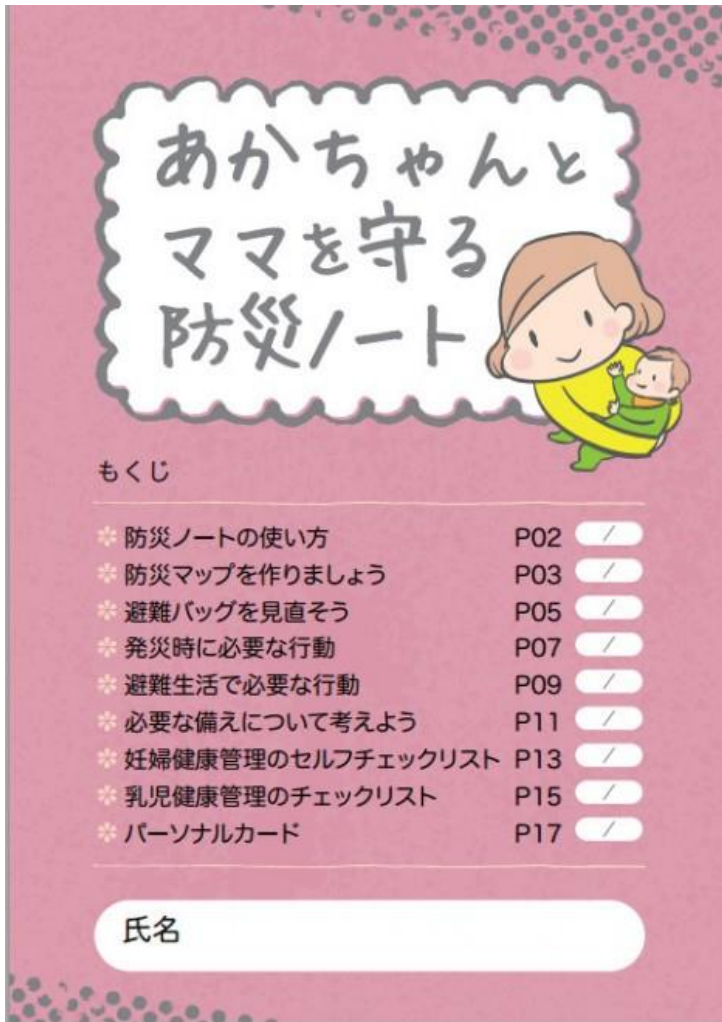 あかちゃんと
ママを守る
防災ノート
もくじ
✽ 防災ノートの使い方 P02 /
✽ 防災マップを作りましょう P03 /
✽ 避難バッグを見直そう P05 /
✽ 発災時に必要な行動 P07 /
✽ 避難生活で必要な行動 P09 /
✽ 必要な備えについて考えよう P11 /
✽ 妊婦健康管理のセルフチェックリスト P13 /
✽ 乳児健康管理のチェックリスト P15 /
✽ パーソナルカード P17 /
氏名